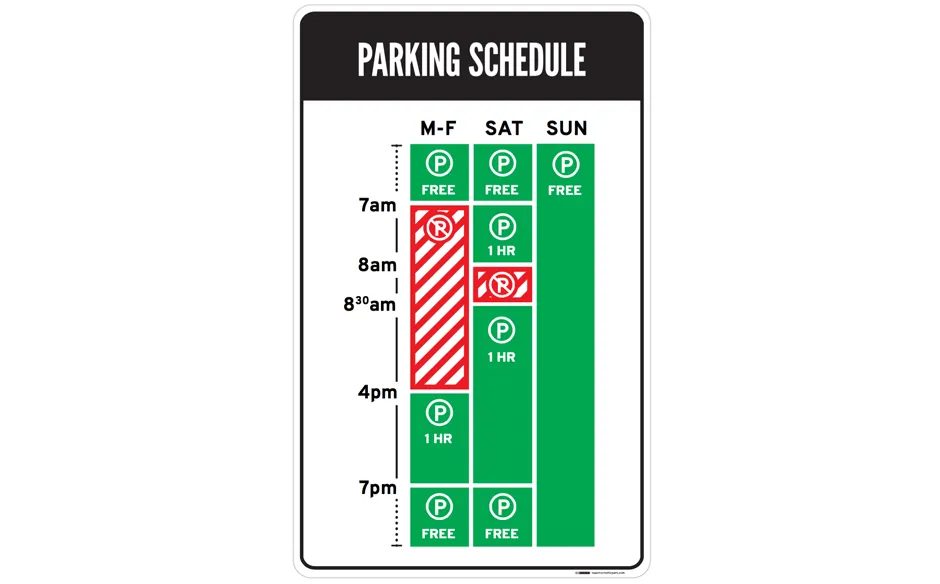 PARKING SCHEDULE
M-F SAT SUN
P P P
FREE FREE FREE
7am
P P
1 HR
8am
P
8³⁰am
P
1 HR
4pm
P
1 HR
7pm
P P
FREE FREE